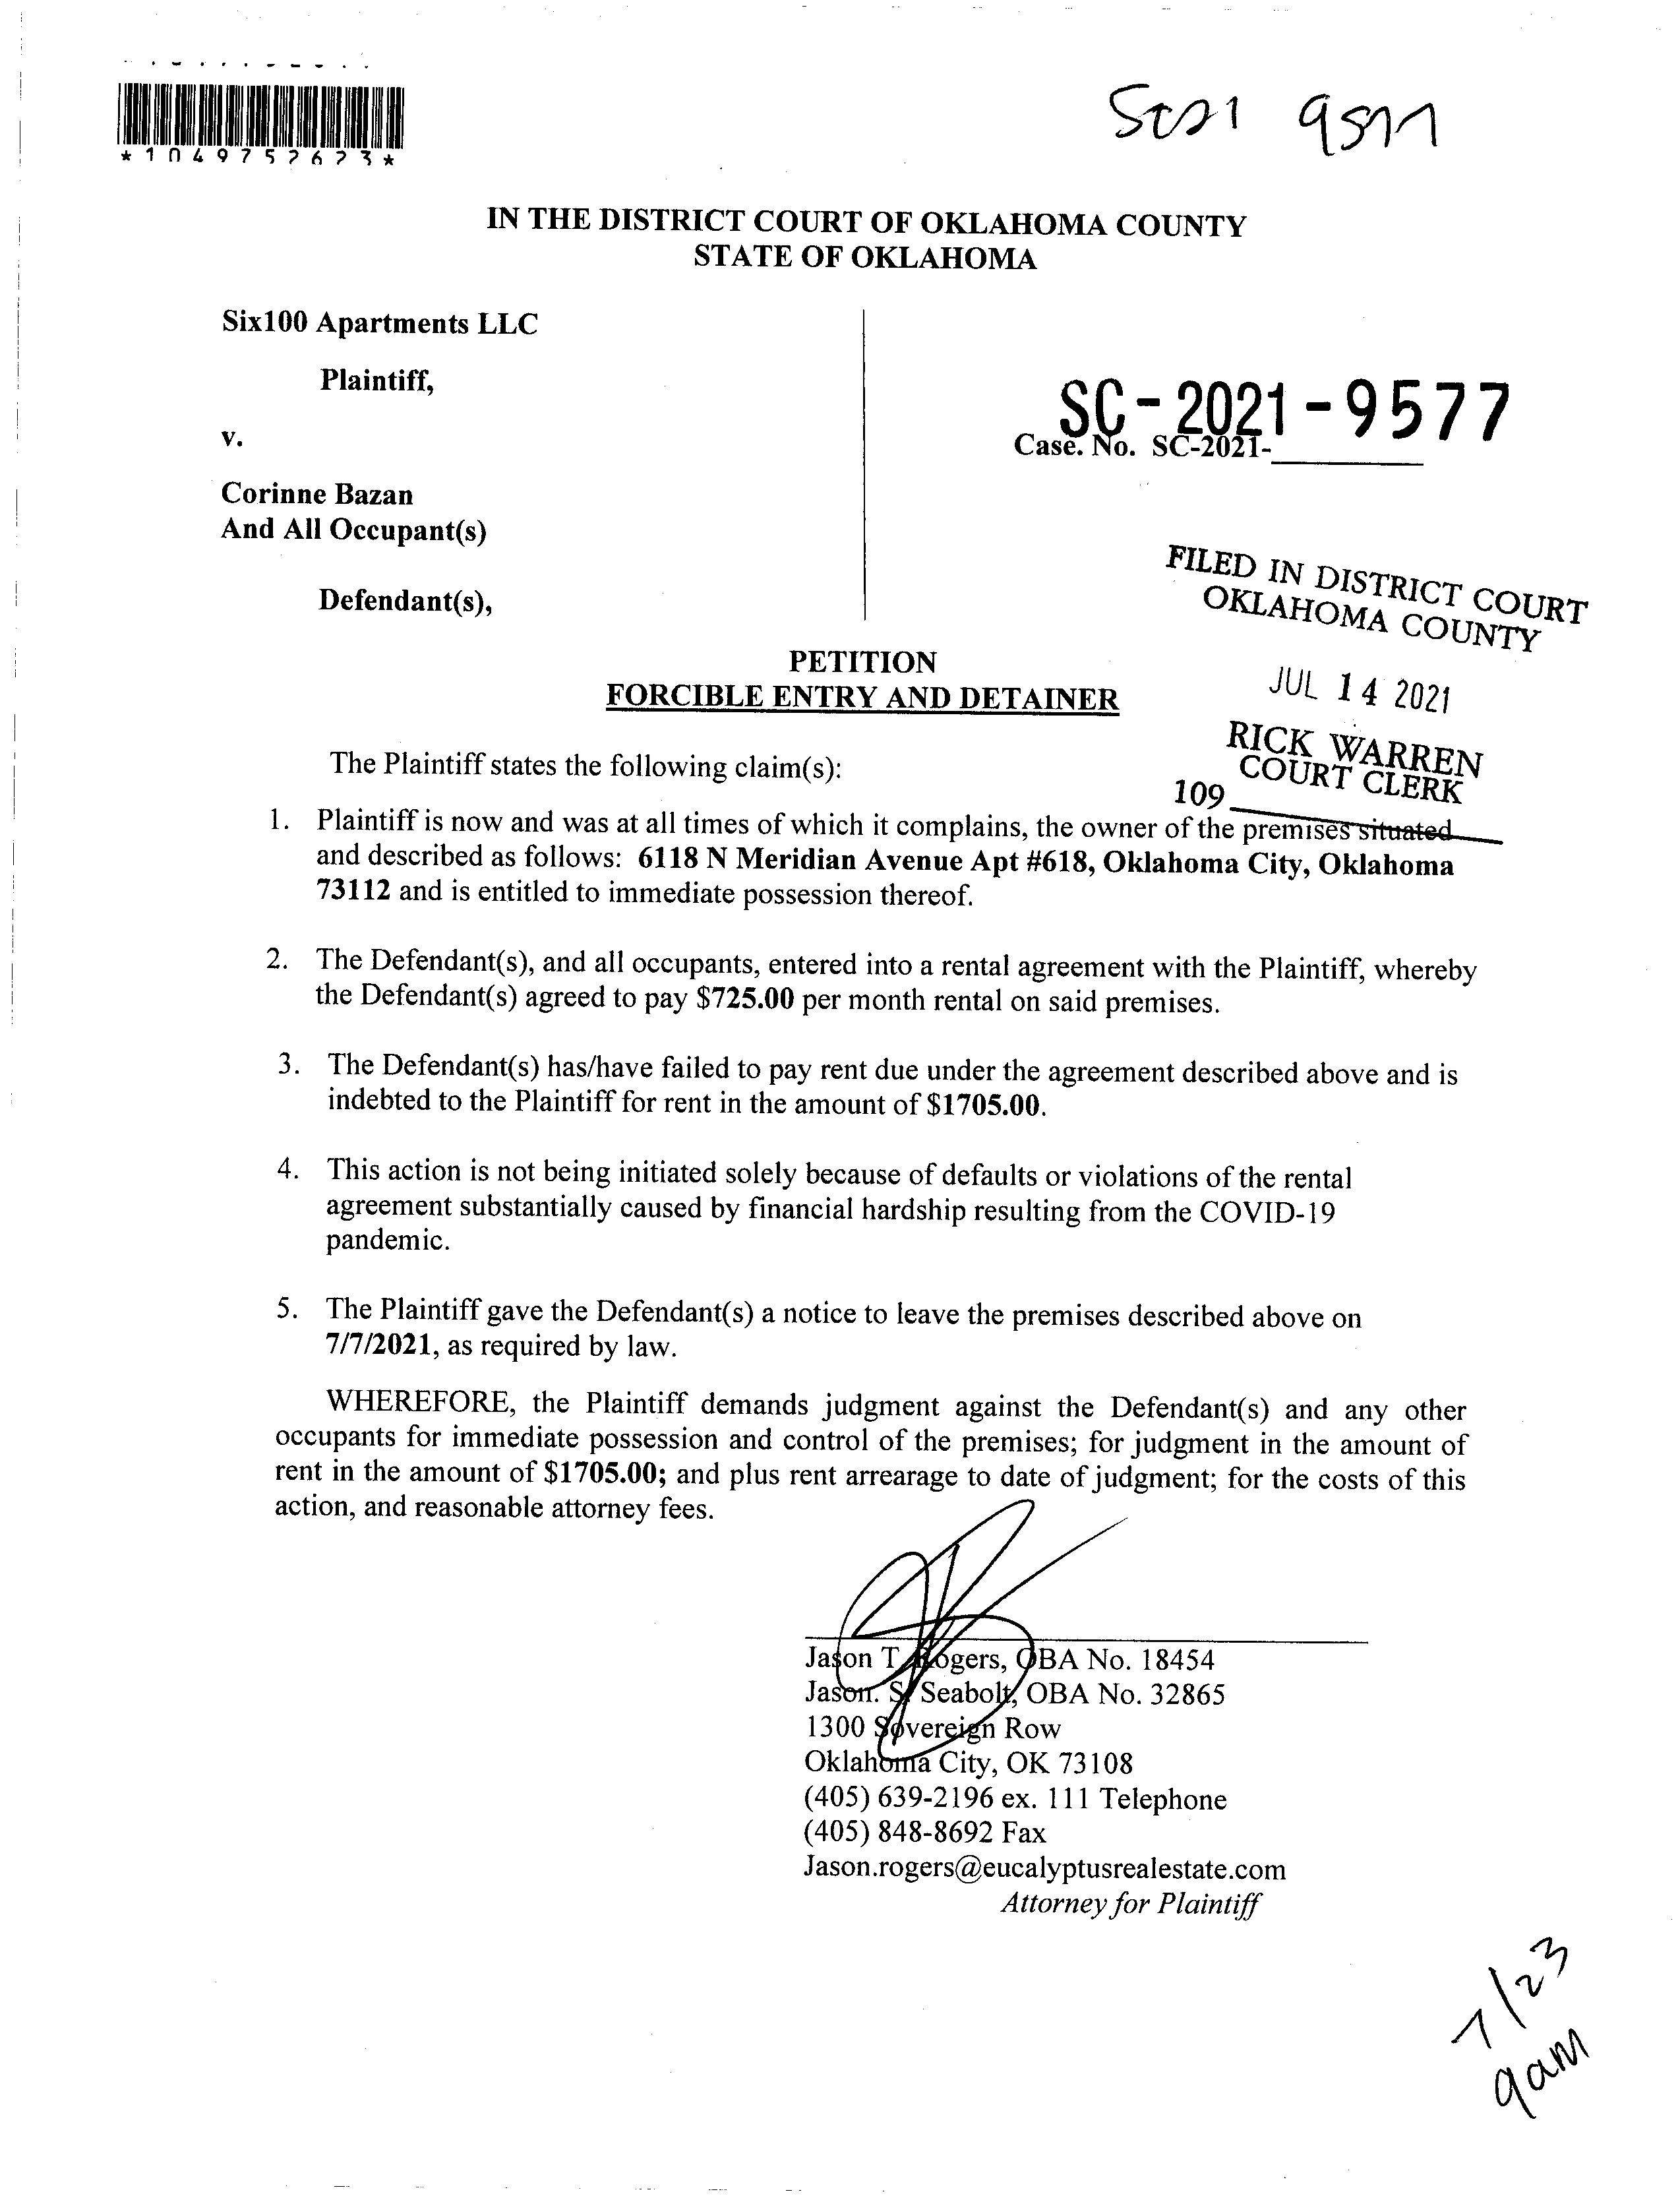 *1049752623*
IN THE DISTRICT COURT OF OKLAHOMA COUNTY
STATE OF OKLAHOMA
Six100 Apartments LLC
Plaintiff,
v.
Corinne Bazan
And All Occupant(s)
Defendant(s),
SC-2021-9577
Case. No. SC-2021-
FILED IN DISTRICT COURT
OKLAHOMA COUNTY
JUL 14 2021
RICK WARREN
COURT CLERK
109
PETITION
FORCIBLE ENTRY AND DETAINER
The Plaintiff states the following claim(s):
1. Plaintiff is now and was at all times of which it complains, the owner of the premises situated
and described as follows: 6118 N Meridian Avenue Apt #618, Oklahoma City, Oklahoma
73112 and is entitled to immediate possession thereof.
2. The Defendant(s), and all occupants, entered into a rental agreement with the Plaintiff, whereby
the Defendant(s) agreed to pay $725.00 per month rental on said premises.
3. The Defendant(s) has/have failed to pay rent due under the agreement described above and is
indebted to the Plaintiff for rent in the amount of $1705.00.
4. This action is not being initiated solely because of defaults or violations of the rental
agreement substantially caused by financial hardship resulting from the COVID-19
pandemic.
5. The Plaintiff gave the Defendant(s) a notice to leave the premises described above on
7/7/2021, as required by law.
WHEREFORE, the Plaintiff demands judgment against the Defendant(s) and any other
occupants for immediate possession and control of the premises; for judgment in the amount of
rent in the amount of $1705.00; and plus rent arrearage to date of judgment; for the costs of this
action, and reasonable attorney fees.
Jason T. Rogers, OBA No. 18454
Jason. S. Seabolt, OBA No. 32865
1300 Sovereign Row
Oklahoma City, OK 73108
(405) 639-2196 ex. 111 Telephone
(405) 848-8692 Fax
Jason.rogers@eucalyptusrealestate.com
Attorney for Plaintiff
7/23
9am